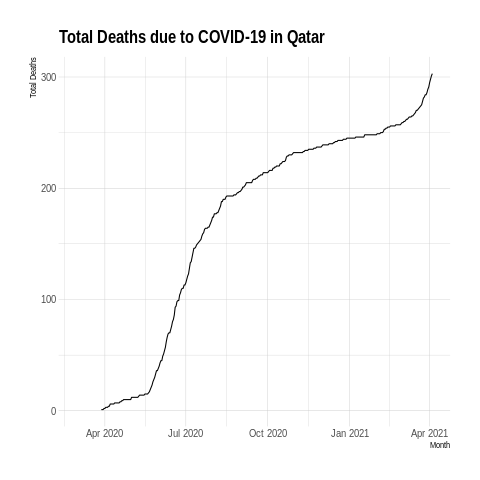 Total Deaths due to COVID-19 in Qatar
Total Deaths
300
200
100
0
Apr 2020 Jul 2020 Oct 2020 Jan 2021 Apr 2021
Month